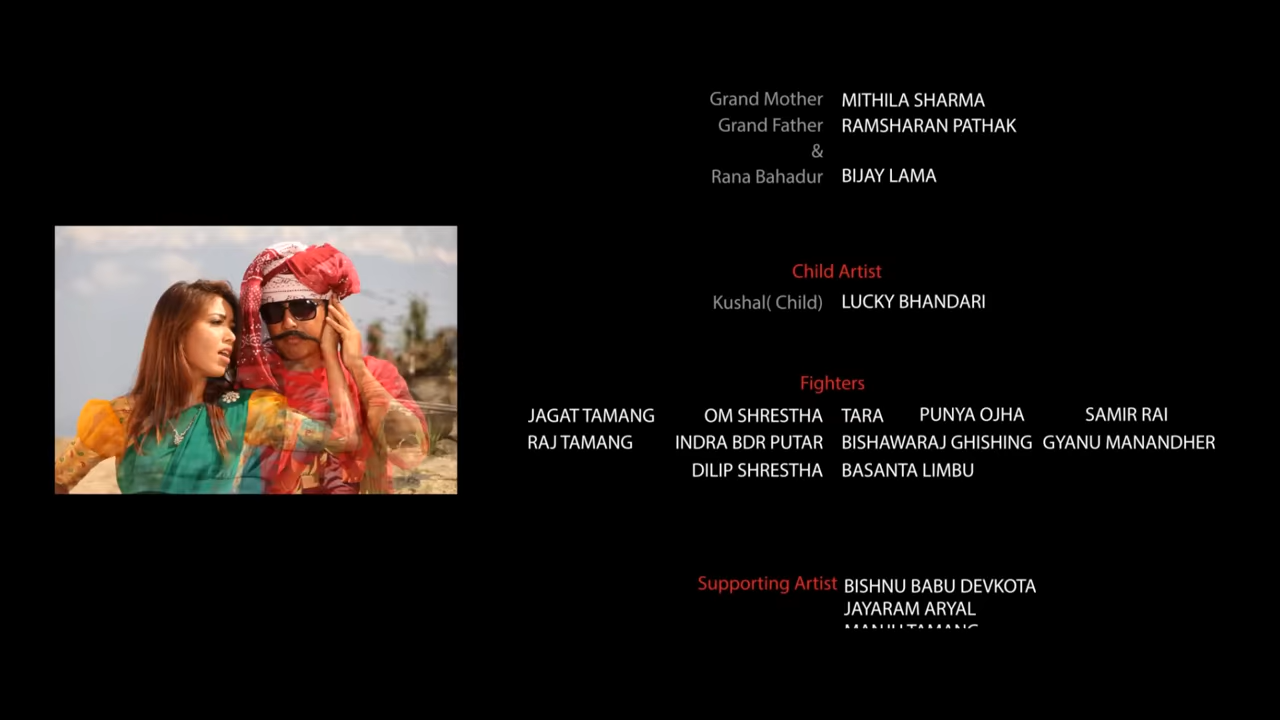 Grand Mother MITHILA SHARMA
Grand Father RAMSHARAN PATHAK
&
Rana Bahadur BIJAY LAMA
Child Artist
Kushal( Child) LUCKY BHANDARI
Fighters
JAGAT TAMANG OM SHRESTHA TARA PUNYA OJHA SAMIR RAI
RAJ TAMANG INDRA BDR PUTAR BISHAWARAJ GHISHING GYANU MANANDHER
DILIP SHRESTHA BASANTA LIMBU
Supporting Artist BISHNU BABU DEVKOTA
JAYARAM ARYAL